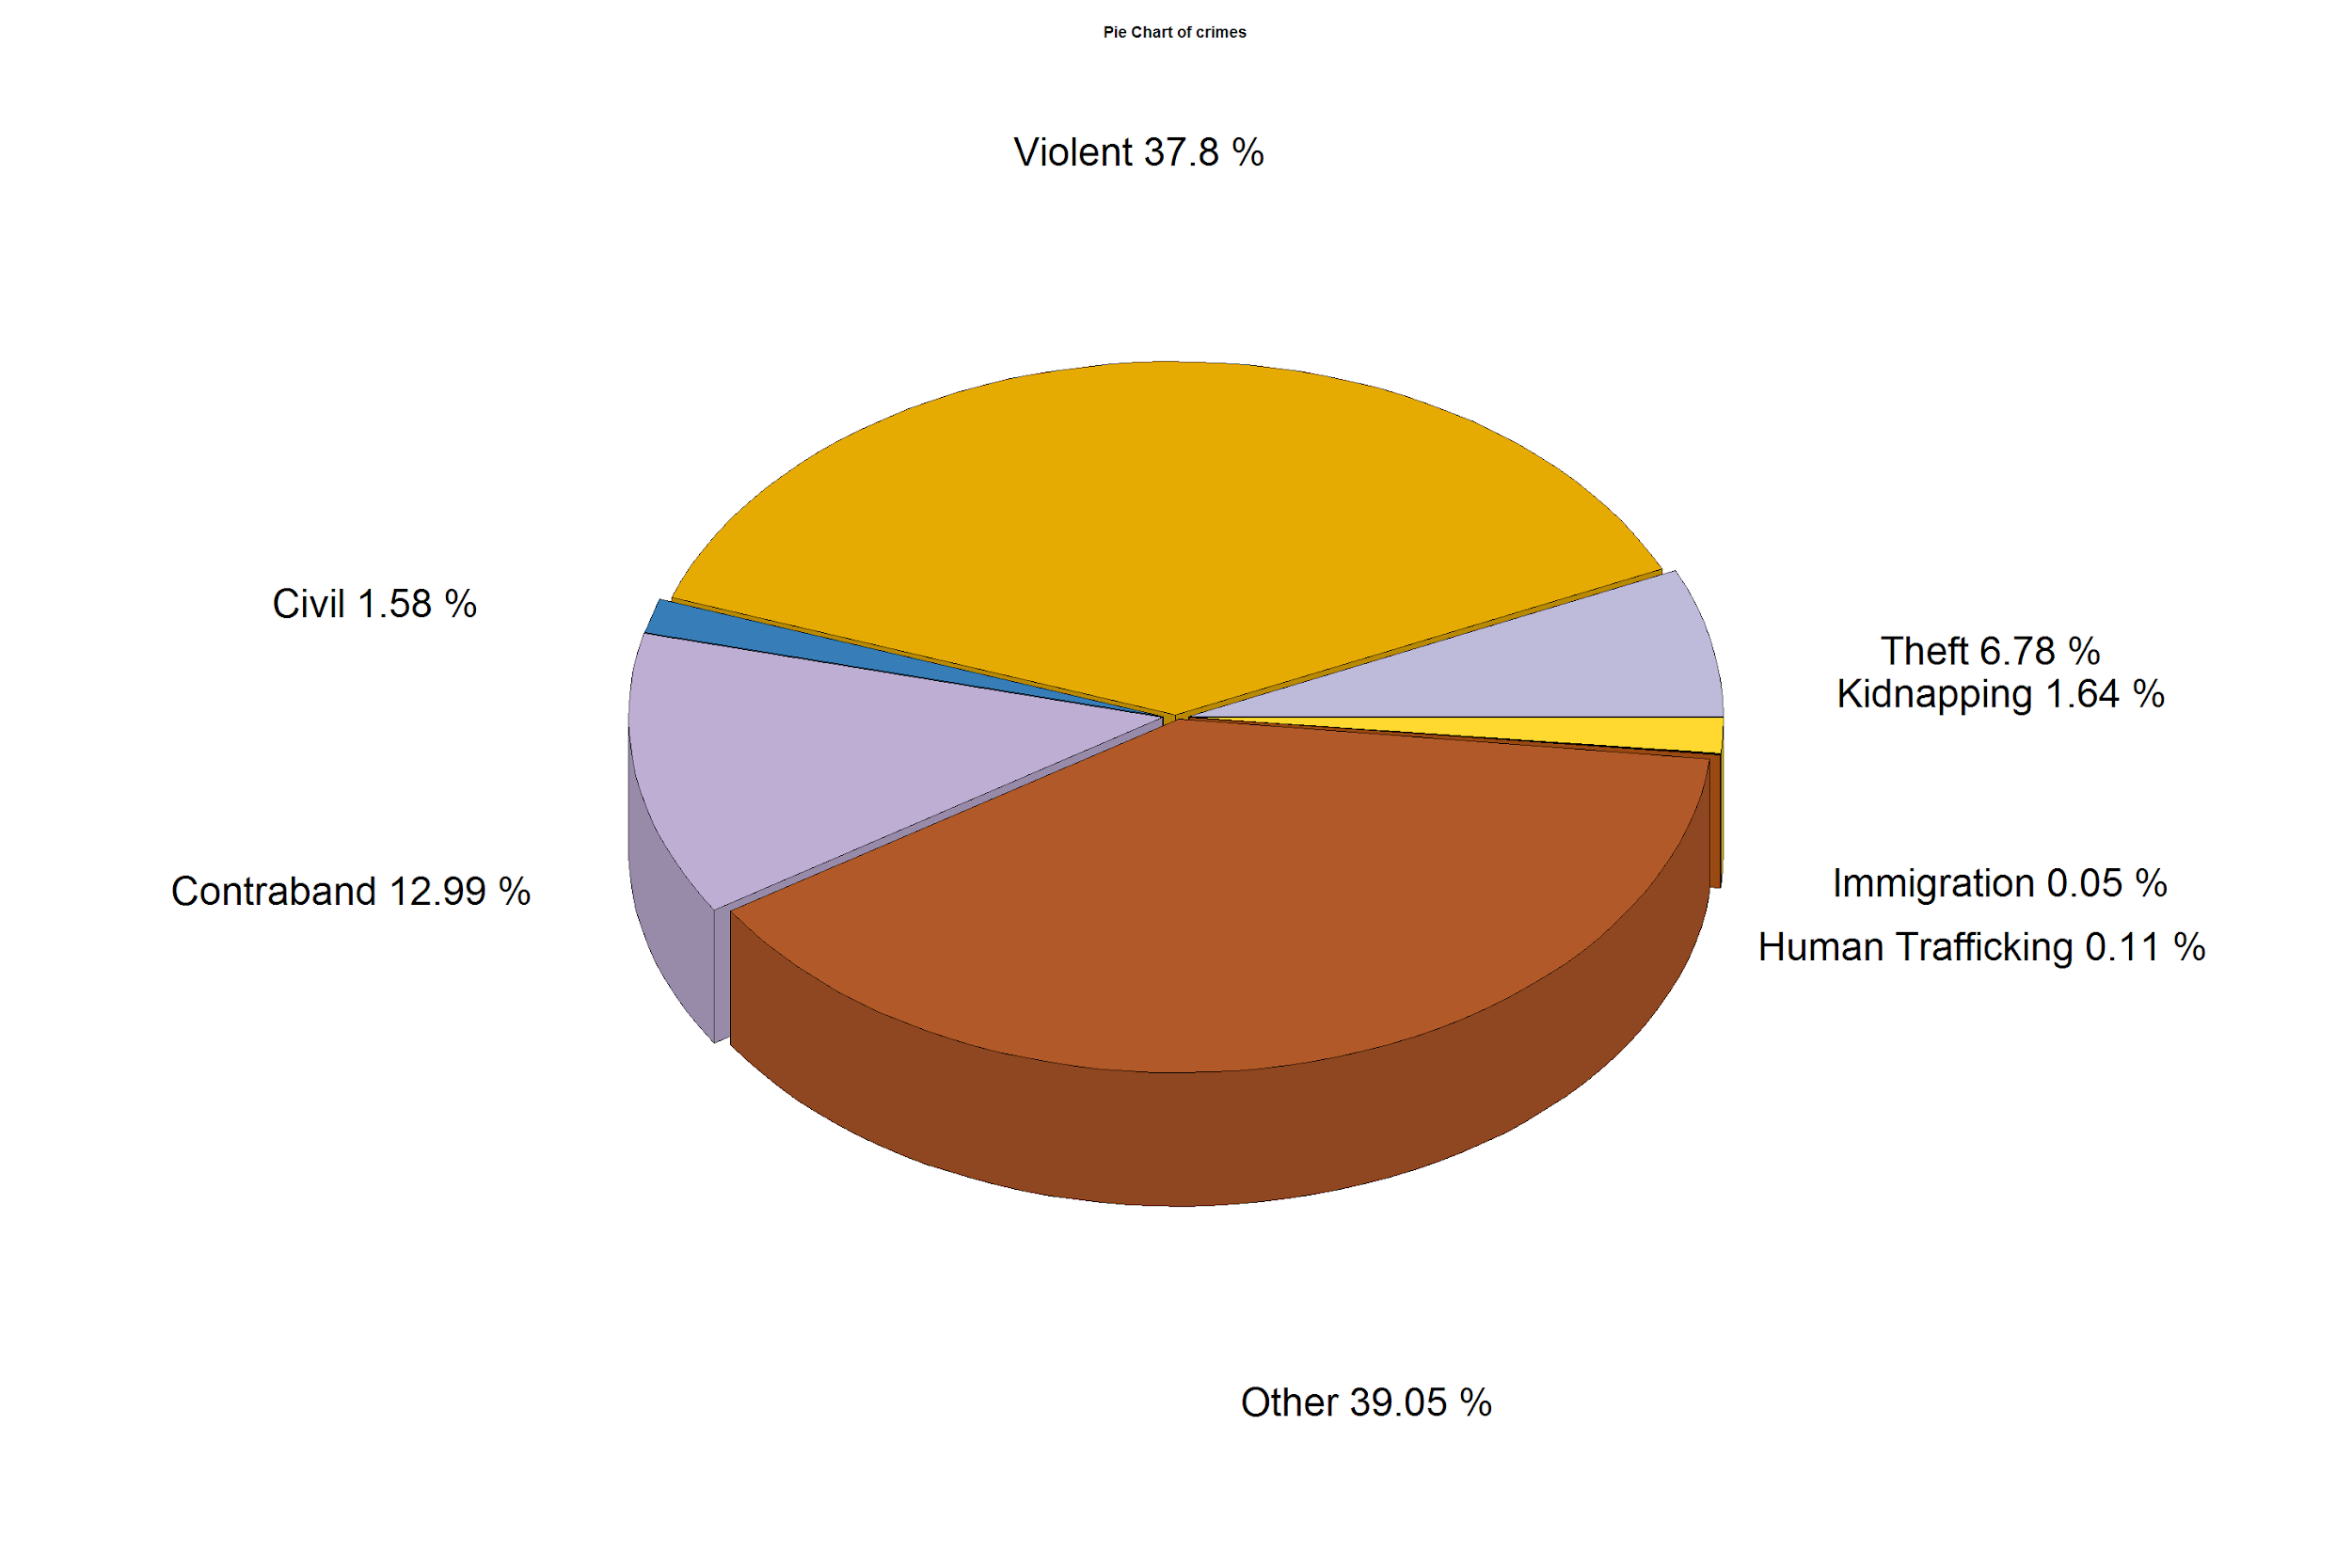 Pie Chart of crimes
Violent 37.8 %
Civil 1.58 %
Theft 6.78 %
Kidnapping 1.64 %
Contraband 12.99 %
Immigration 0.05 %
Human Trafficking 0.11 %
Other 39.05 %